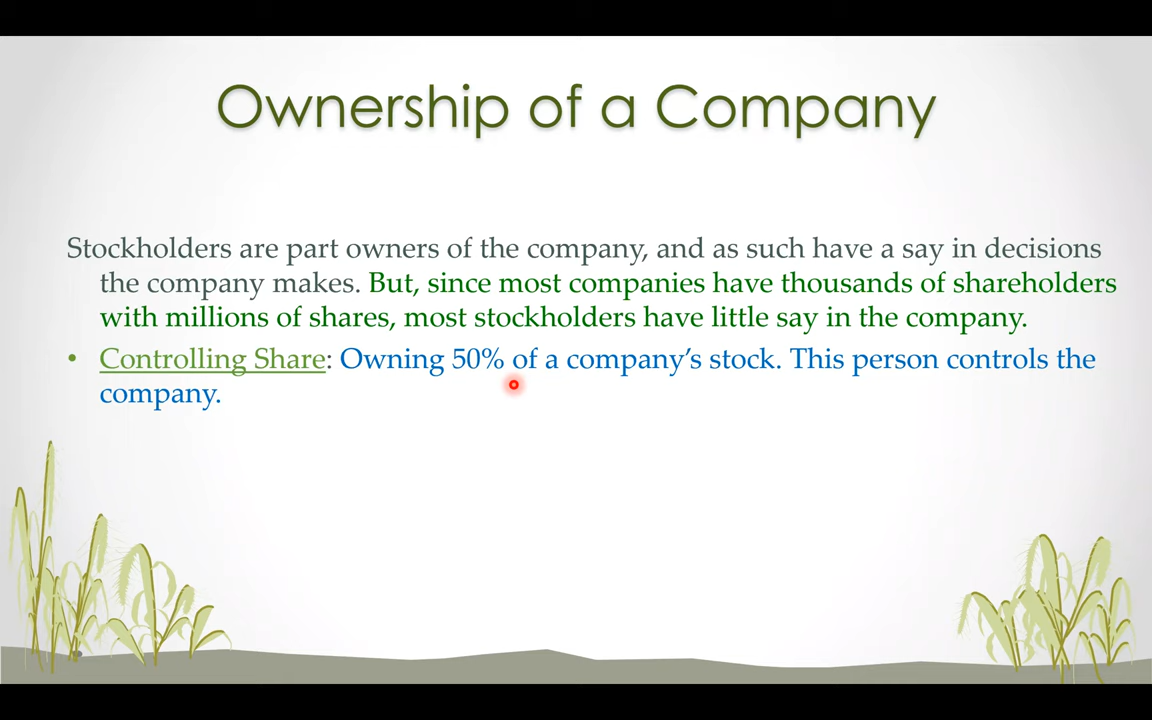 Ownership of a Company
Stockholders are part owners of the company, and as such have a say in decisions
the company makes. But, since most companies have thousands of shareholders
with millions of shares, most stockholders have little say in the company.
• Controlling Share: Owning 50% of a company’s stock. This person controls the
company.